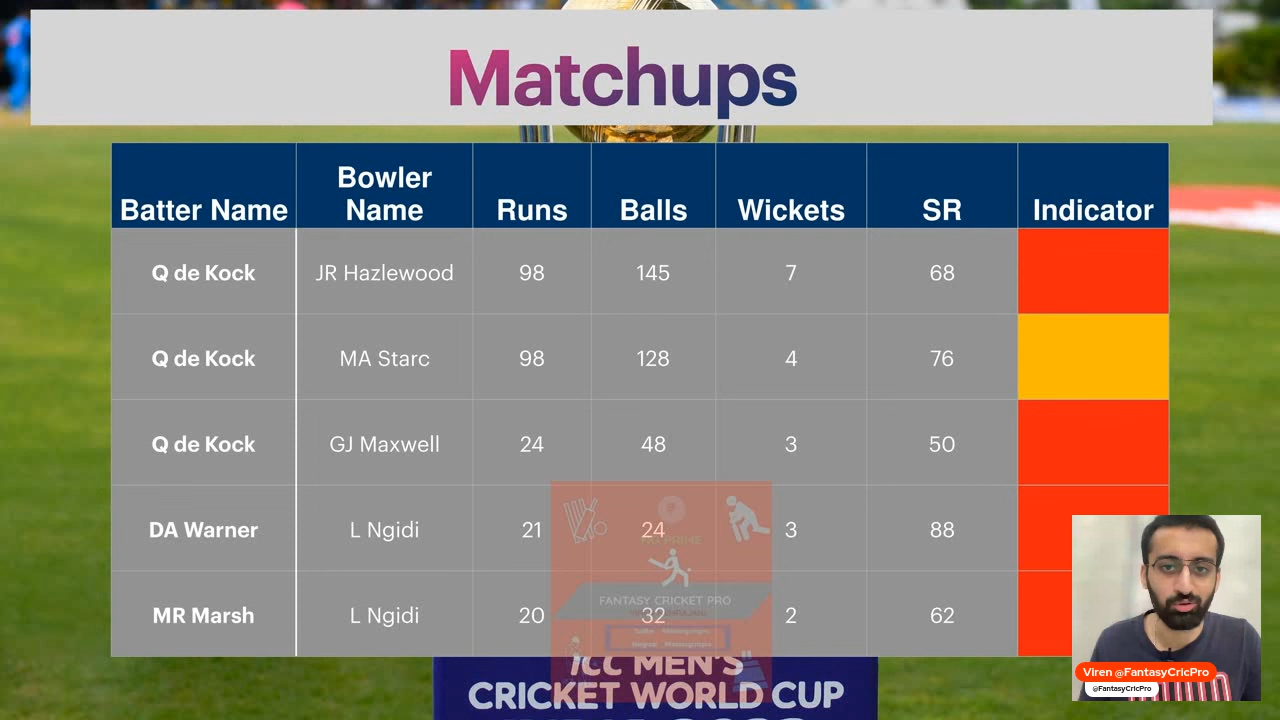 Matchups
Batter Name Bowler Name Runs Balls Wickets SR Indicator
Q de Kock JR Hazlewood 98 145 7 68
Q de Kock MA Starc 98 128 4 76
Q de Kock GJ Maxwell 24 48 3 50
DA Warner L Ngidi 21 24 3 88
MR Marsh L Ngidi 20 32 2 62
FANTASY CRICKET PRO
ICC MEN'S
CRICKET WORLD CUP
Viren @FantasyCricPro
@FantasyCricPro